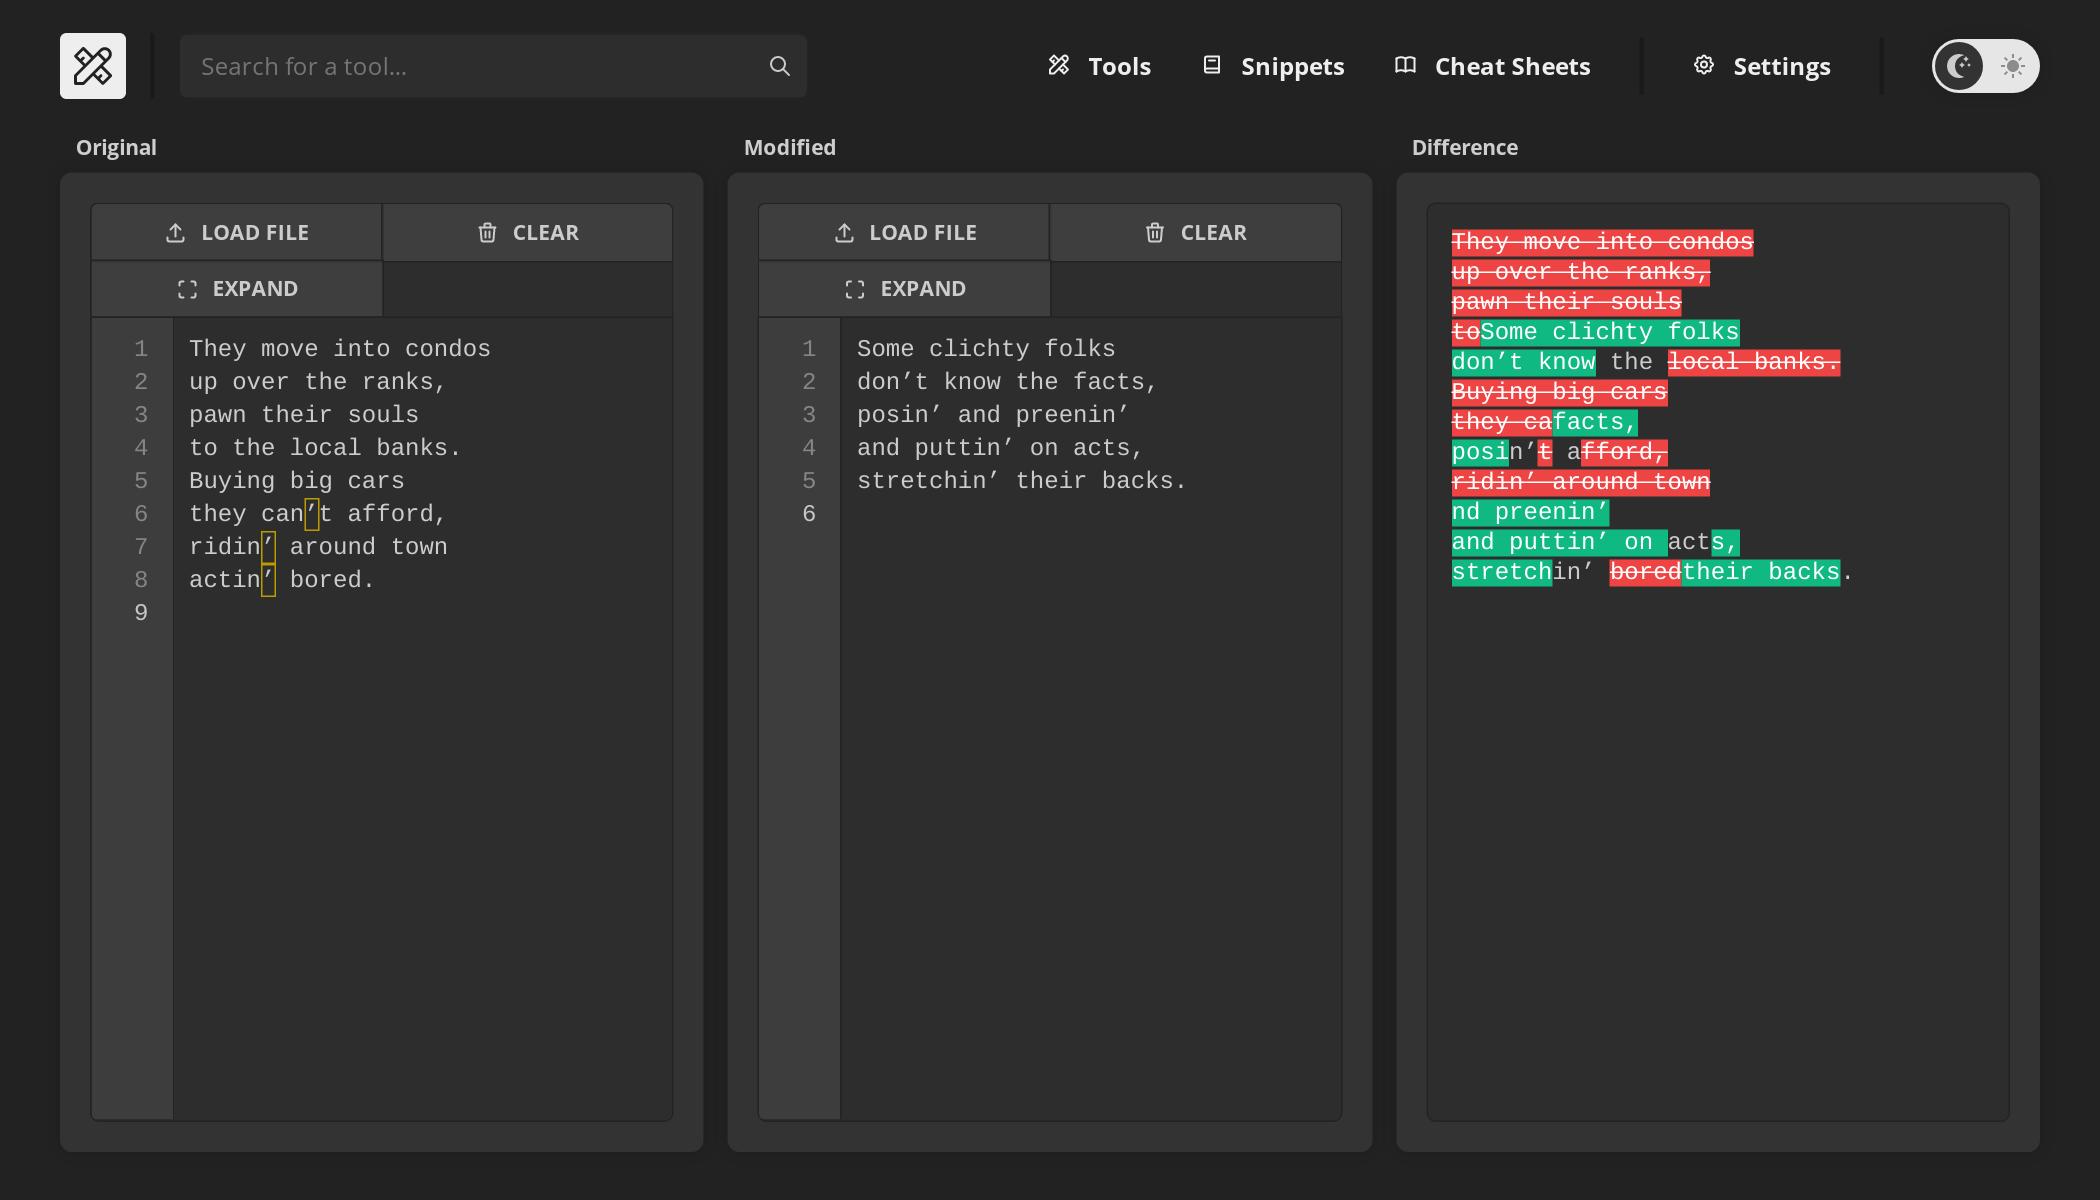 Search for a tool...
Tools
Snippets
Cheat Sheets
Settings
Original
LOAD FILE
CLEAR
EXPAND
1 They move into condos
2 up over the ranks,
3 pawn their souls
4 to the local banks.
5 Buying big cars
6 they can’t afford,
7 ridin’ around town
8 actin’ bored.
9
Modified
LOAD FILE
CLEAR
EXPAND
1 Some clichty folks
2 don’t know the facts,
3 posin’ and preenin’
4 and puttin’ on acts,
5 stretchin’ their backs.
6
Difference
They move into condos
up over the ranks,
pawn their souls
toSome clichty folks
don’t know the local banks.
Buying big cars
they cafacts,
posin’t afford,
ridin’ around town
nd preenin’
and puttin’ on acts,
stretchin’ boredtheir backs.